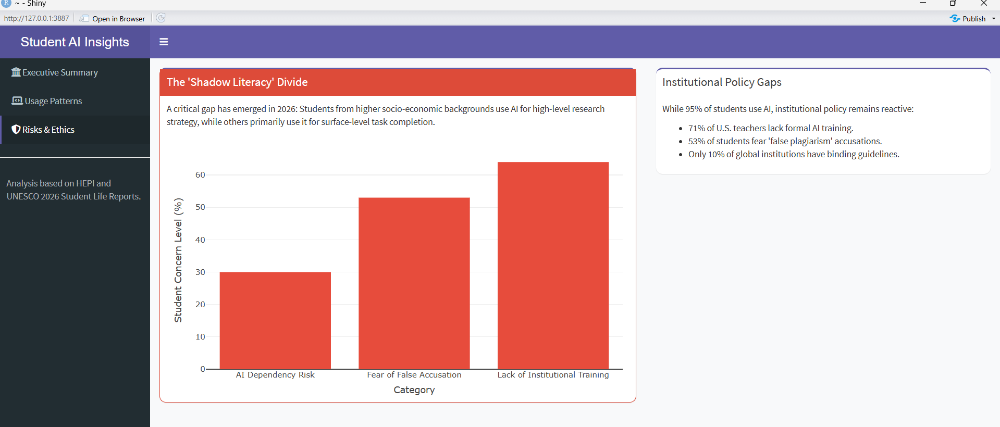 R ~ - Shiny
http://127.0.0.1:3887 Open in Browser Publish
Student AI Insights
Executive Summary
Usage Patterns
Risks & Ethics
Analysis based on HEPI and
UNESCO 2026 Student Life Reports.
The 'Shadow Literacy' Divide
A critical gap has emerged in 2026: Students from higher socio-economic backgrounds use AI for high-level research
strategy, while others primarily use it for surface-level task completion.
Student Concern Level (%)
60
50
40
30
20
10
0
AI Dependency Risk Fear of False Accusation Lack of Institutional Training
Category
Institutional Policy Gaps
While 95% of students use AI, institutional policy remains reactive:
• 71% of U.S. teachers lack formal AI training.
• 53% of students fear 'false plagiarism' accusations.
• Only 10% of global institutions have binding guidelines.